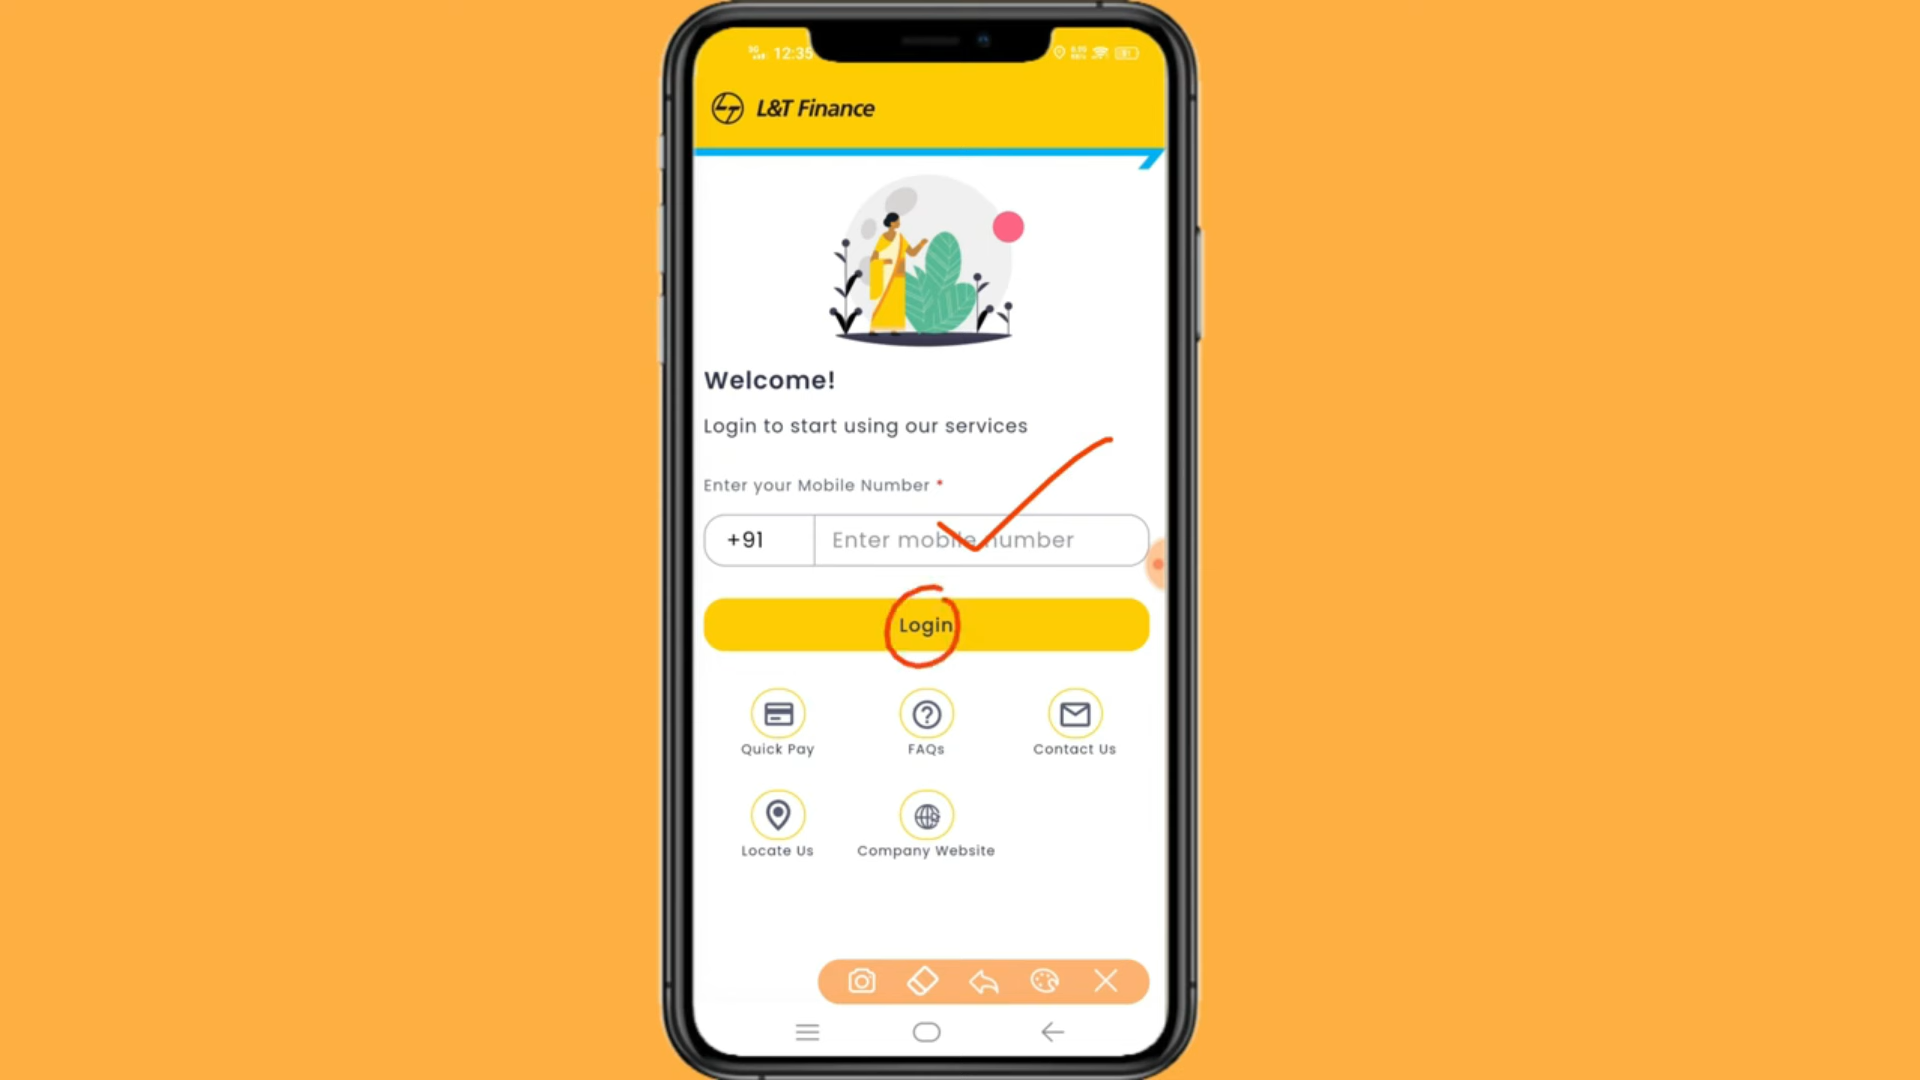 12:35
L&T Finance
Welcome!
Login to start using our services
Enter your Mobile Number *
+91 Enter mobile number
Login
Quick Pay FAQs Contact Us
Locate Us Company Website